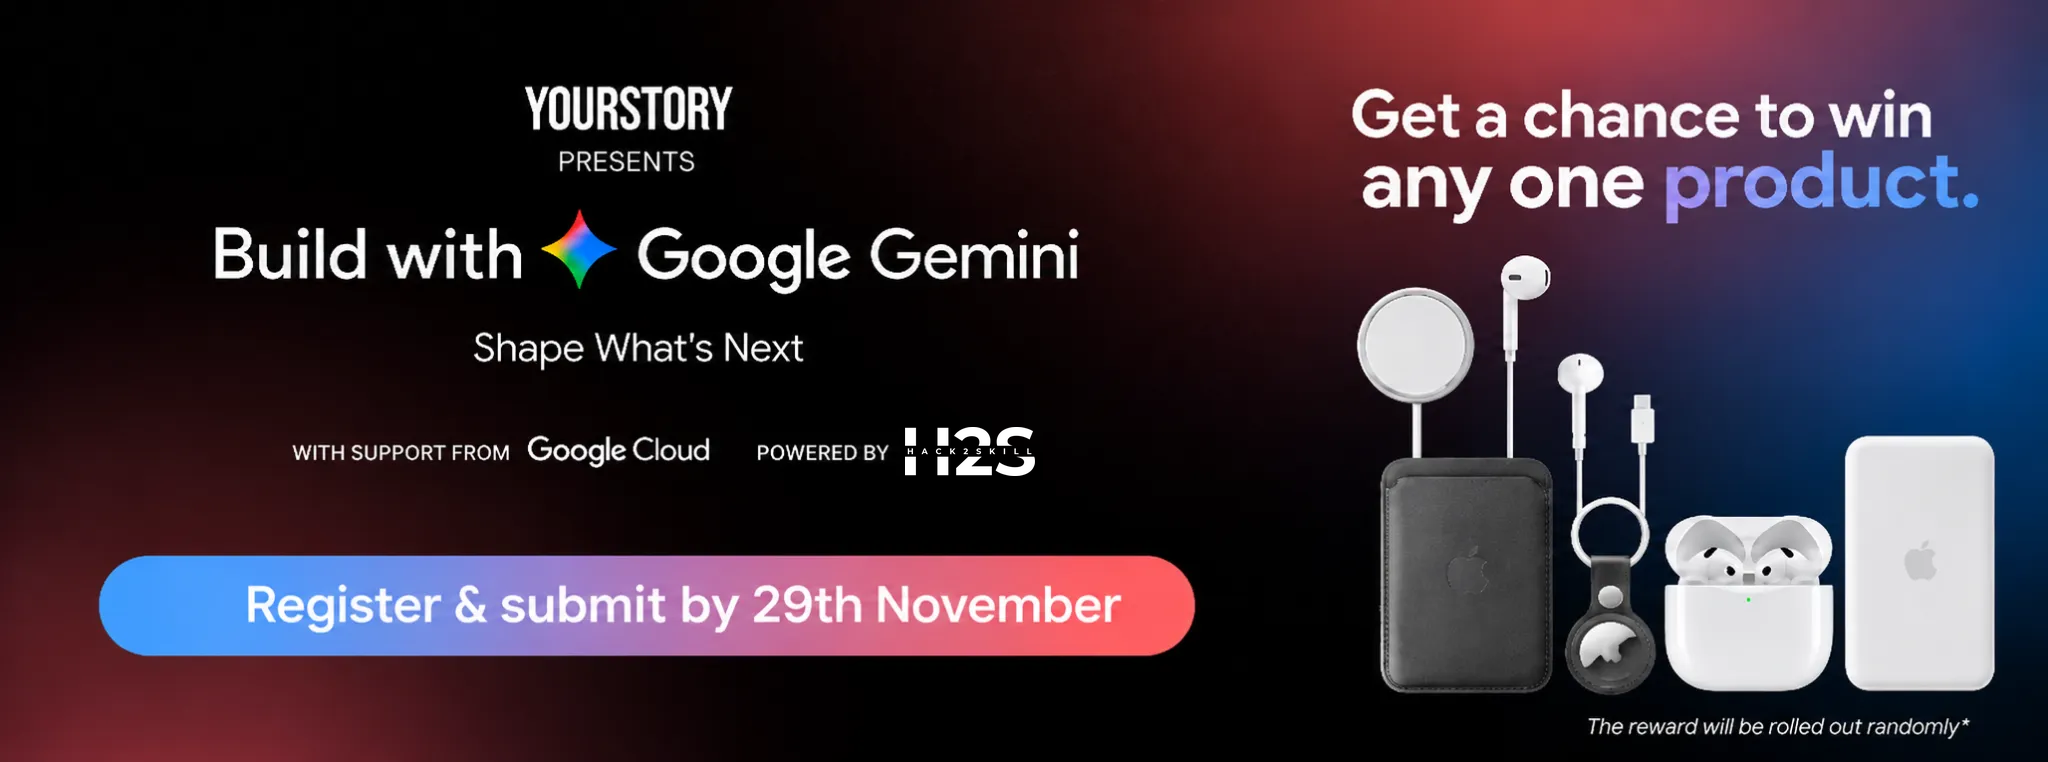 YOURSTORY
PRESENTS
Build with Google Gemini
Shape What's Next
WITH SUPPORT FROM Google Cloud POWERED BY H2S
HACK2SKILL
Register & submit by 29th November
Get a chance to win
any one product.
The reward will be rolled out randomly*